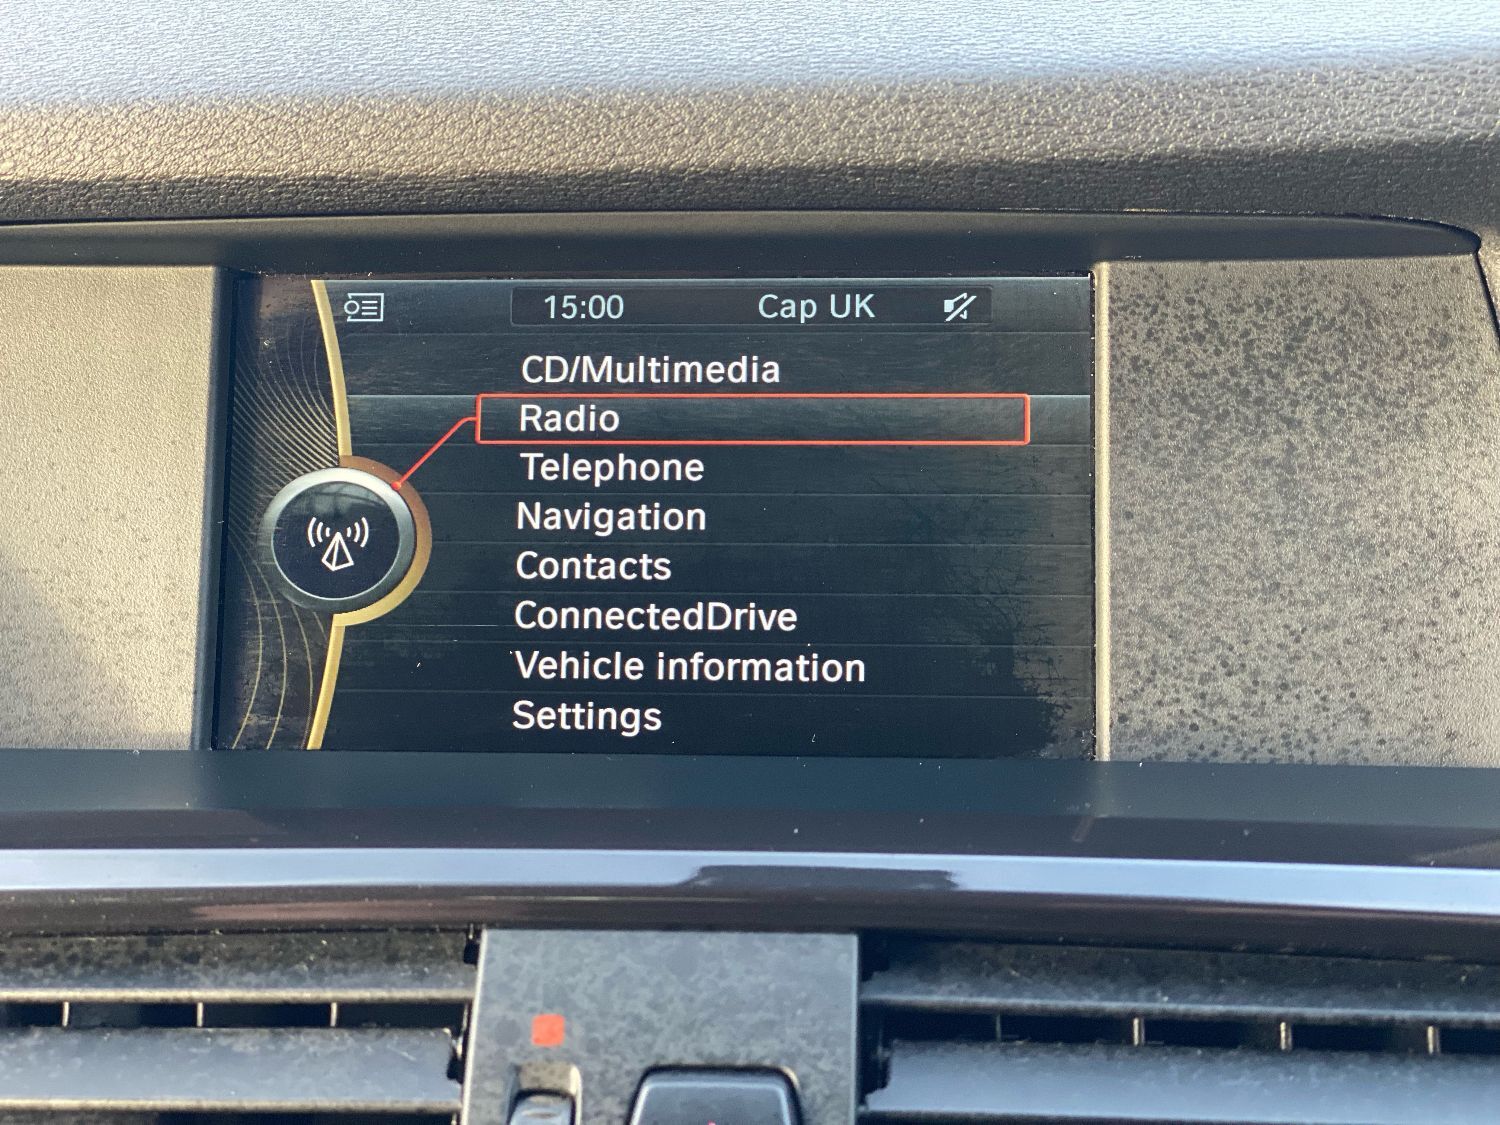 15:00 Cap UK
CD/Multimedia
Radio
Telephone
Navigation
Contacts
ConnectedDrive
Vehicle information
Settings